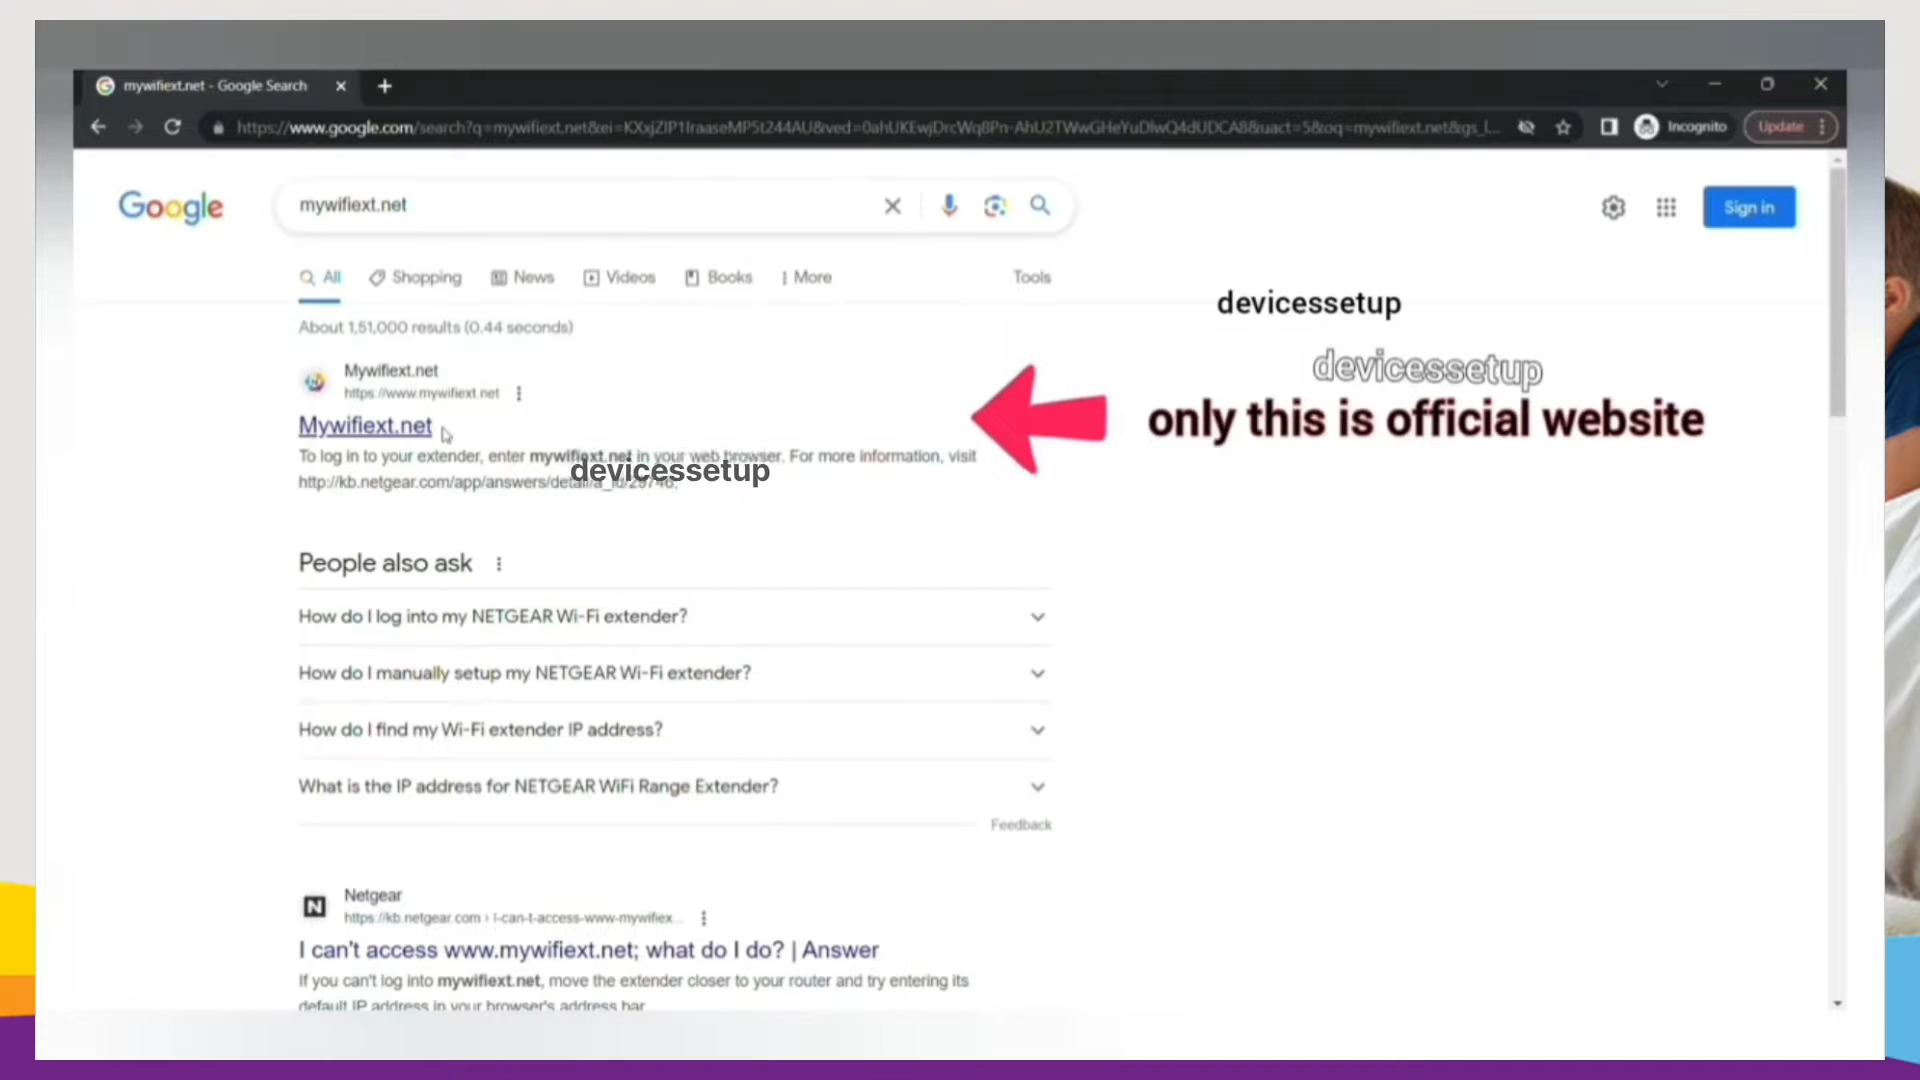 mywifiext.net - Google Search
Incognito
Update
Google
mywifiext.net
Sign in
All
Shopping
News
Videos
Books
More
Tools
About 1,51,000 results (0.44 seconds)
devicessetup
devicessetup
only this is official website
Mywifiext.net
https://www.mywifiext.net
Mywifiext.net
To log in to your extender, enter mywifiext.net in your web browser. For more information, visit
http://kb.netgear.com/app/answers/detail/a_id/29746.
devicessetup
People also ask
How do I log into my NETGEAR Wi-Fi extender?
How do I manually setup my NETGEAR Wi-Fi extender?
How do I find my Wi-Fi extender IP address?
What is the IP address for NETGEAR WiFi Range Extender?
Feedback
Netgear
https://kb.netgear.com › I-can-t-access-www-mywifiex...
I can't access www.mywifiext.net; what do I do? | Answer
If you can't log into mywifiext.net, move the extender closer to your router and try entering its
default IP address in your browser's address bar.